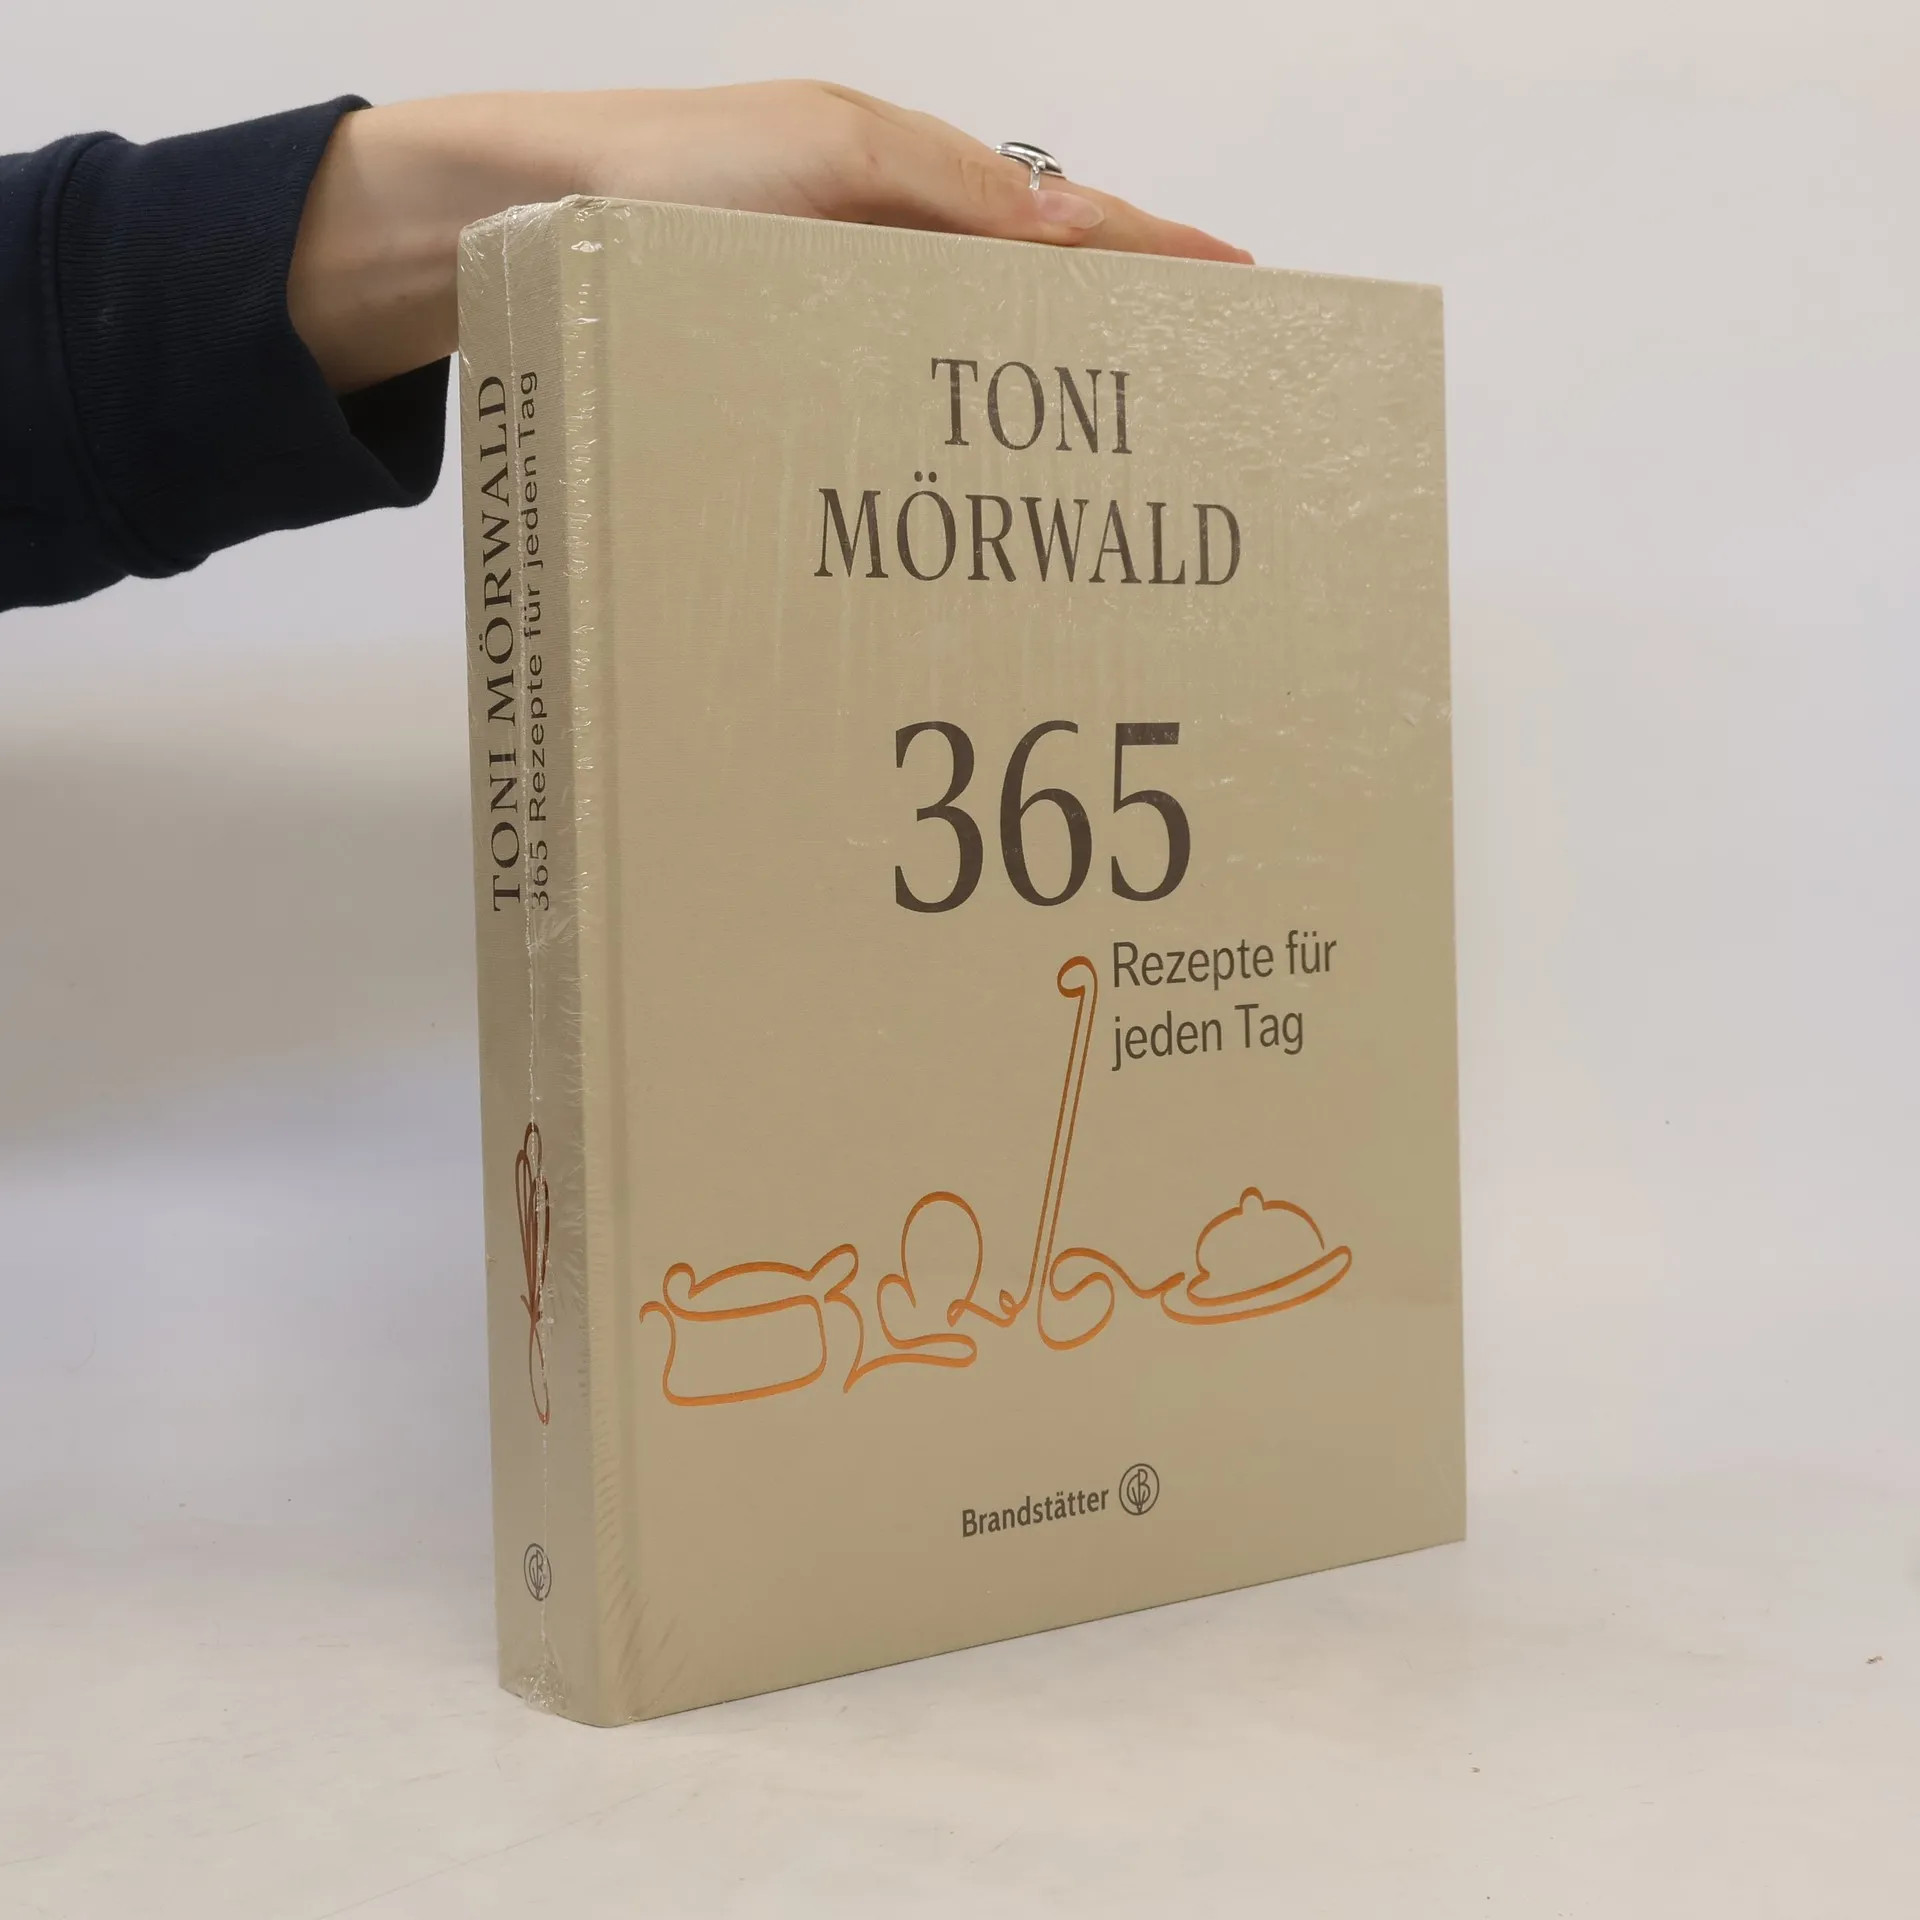 TONI MÖRWALD
365 Rezepte für jeden Tag
TONI
MÖRWALD
365
Rezepte für
jeden Tag
Brandstätter